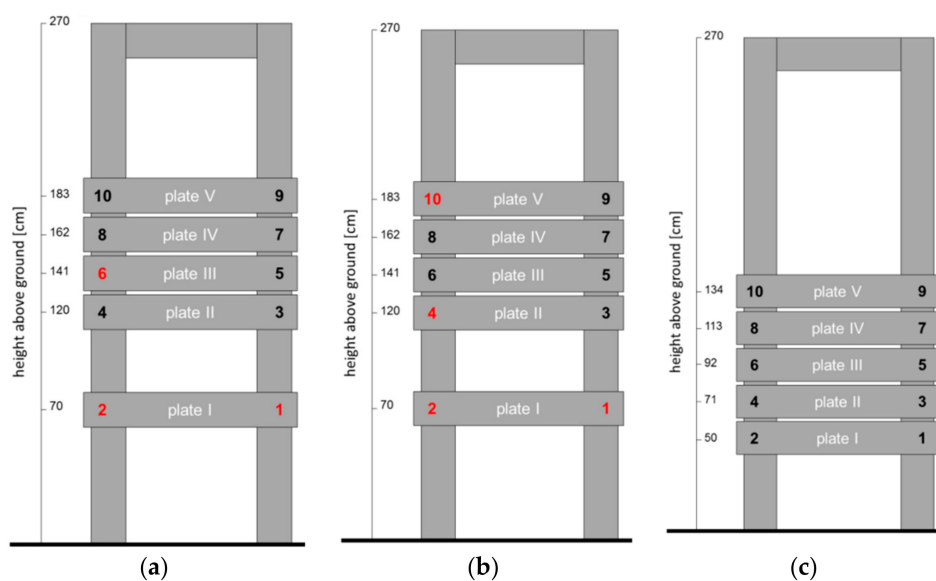 270
10 plate V 9
183
8 plate IV 7
162
6 plate III 5
141
4 plate II 3
120
2 plate I 1
70
height above ground [cm]
(a)
270
10 plate V 9
183
8 plate IV 7
162
6 plate III 5
141
4 plate II 3
120
2 plate I 1
70
height above ground [cm]
(b)
270
10 plate V 9
134
8 plate IV 7
113
6 plate III 5
92
4 plate II 3
71
2 plate I 1
50
height above ground [cm]
(c)